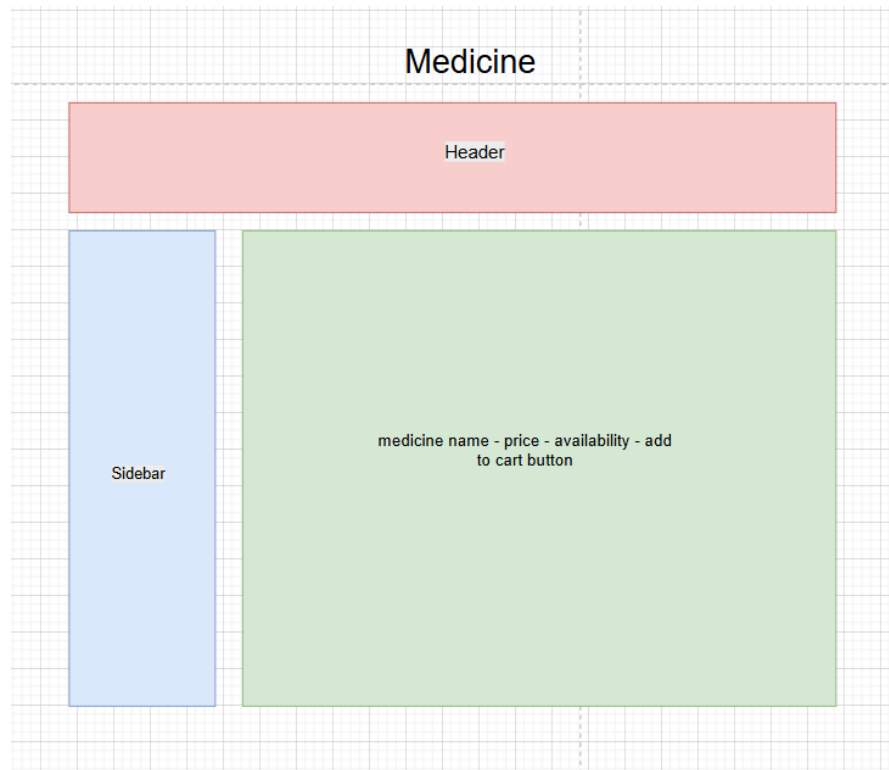 Medicine
Header
Sidebar
medicine name - price - availability - add
to cart button